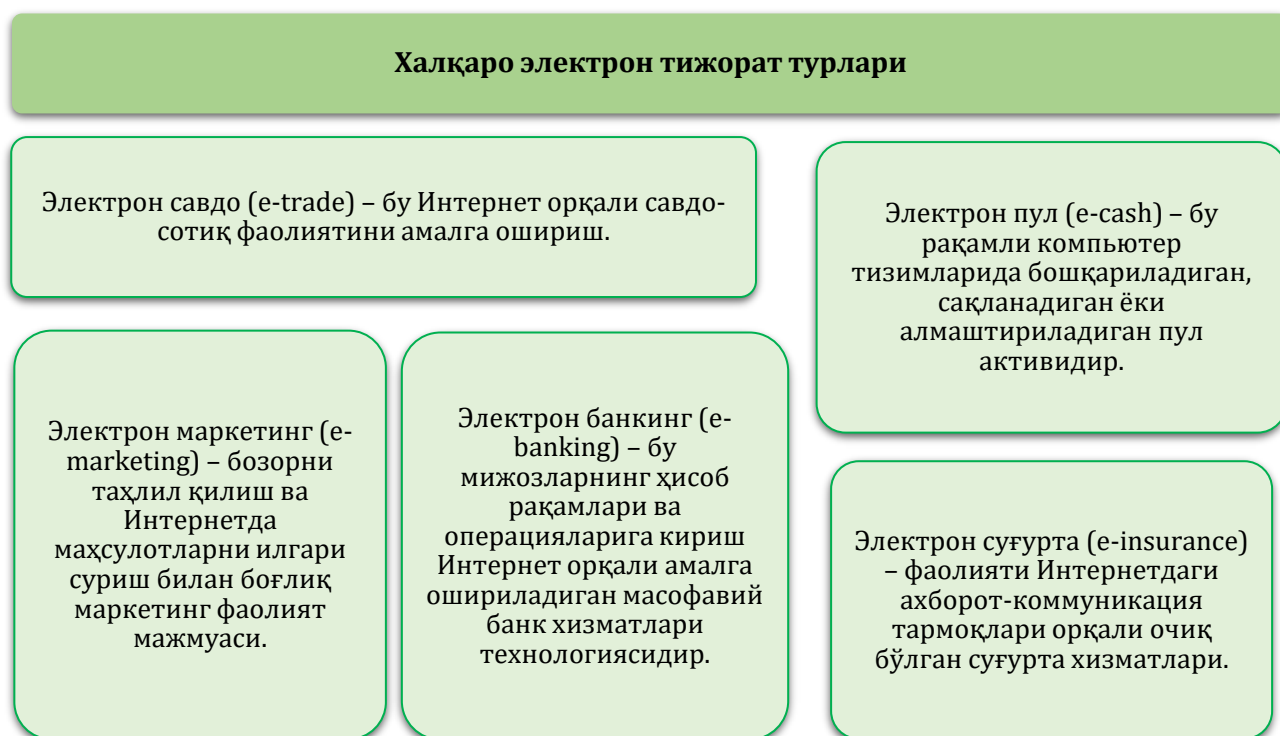 Халқаро электрон тижорат турлари
Электрон савдо (e-trade) – бу Интернет орқали савдо-
сотиқ фаолиятини амалга ошириш.
Электрон пул (e-cash) – бу
рақамли компьютер
тизимларида бошқариладиган,
сақланадиган ёки
алмаштириладиган пул
активидир.
Электрон маркетинг (e-
marketing) – бозорни
таҳлил қилиш ва
Интернетда
маҳсулотларни илгари
суриш билан боғлиқ
маркетинг фаолият
мажмуаси.
Электрон банкинг (e-
banking) – бу
мижозларнинг ҳисоб
рақамлари ва
операцияларига кириш
Интернет орқали амалга
ошириладиган масофавий
банк хизматлари
технологиясидир.
Электрон суғурта (e-insurance)
– фаолияти Интернетдаги
ахборот-коммуникация
тармоқлари орқали очиқ
бўлган суғурта хизматлари.